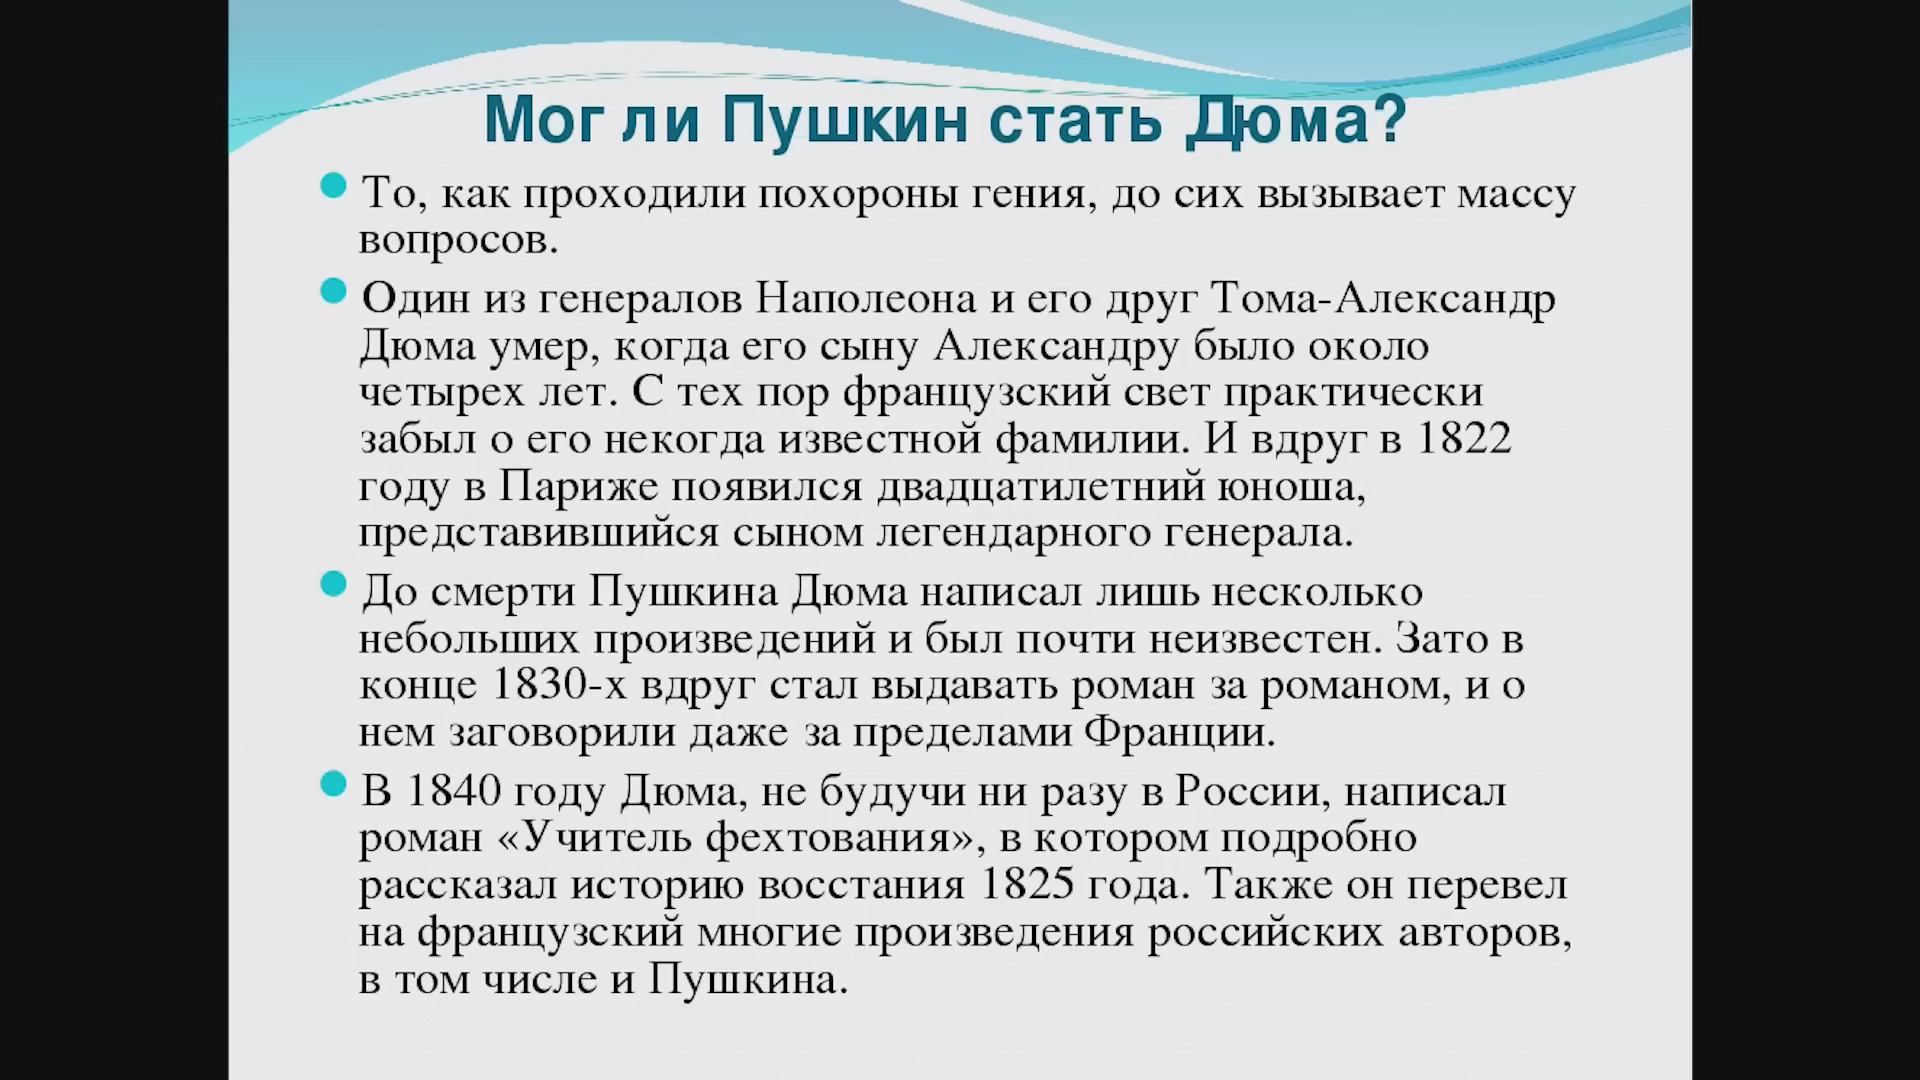 Мог ли Пушкин стать Дюма?
То, как проходили похороны гения, до сих вызывает массу
вопросов.
Один из генералов Наполеона и его друг Тома-Александр
Дюма умер, когда его сыну Александру было около
четырех лет. С тех пор французский свет практически
забыл о его некогда известной фамилии. И вдруг в 1822
году в Париже появился двадцатилетний юноша,
представившийся сыном легендарного генерала.
До смерти Пушкина Дюма написал лишь несколько
небольших произведений и был почти неизвестен. Зато в
конце 1830-х вдруг стал выдавать роман за романом, и о
нем заговорили даже за пределами Франции.
В 1840 году Дюма, не будучи ни разу в России, написал
роман «Учитель фехтования», в котором подробно
рассказал историю восстания 1825 года. Также он перевел
на французский многие произведения российских авторов,
в том числе и Пушкина.